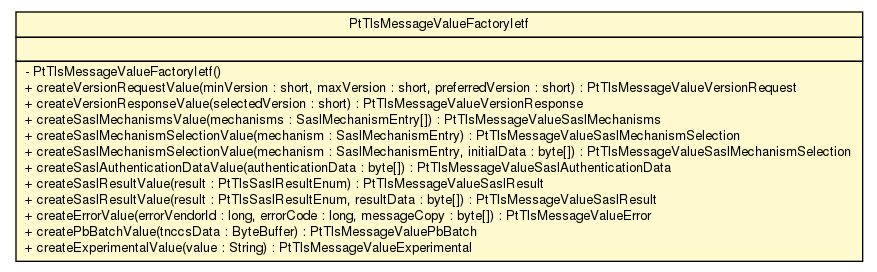 PtTlsMessageValueFactoryIetf
- PtTlsMessageValueFactoryIetf()
+ createVersionRequestValue(minVersion : short, maxVersion : short, preferredVersion : short) : PtTlsMessageValueVersionRequest
+ createVersionResponseValue(selectedVersion : short) : PtTlsMessageValueVersionResponse
+ createSaslMechanismsValue(mechanisms : SaslMechanismEntry[]) : PtTlsMessageValueSaslMechanisms
+ createSaslMechanismSelectionValue(mechanism : SaslMechanismEntry) : PtTlsMessageValueSaslMechanismSelection
+ createSaslMechanismSelectionValue(mechanism : SaslMechanismEntry, initialData : byte[]) : PtTlsMessageValueSaslMechanismSelection
+ createSaslAuthenticationDataValue(authenticationData : byte[]) : PtTlsMessageValueSaslAuthenticationData
+ createSaslResultValue(result : PtTlsSaslResultEnum) : PtTlsMessageValueSaslResult
+ createSaslResultValue(result : PtTlsSaslResultEnum, resultData : byte[]) : PtTlsMessageValueSaslResult
+ createErrorValue(errorVendorId : long, errorCode : long, messageCopy : byte[]) : PtTlsMessageValueError
+ createPbBatchValue(tnccsData : ByteBuffer) : PtTlsMessageValuePbBatch
+ createExperimentalValue(value : String) : PtTlsMessageValueExperimental